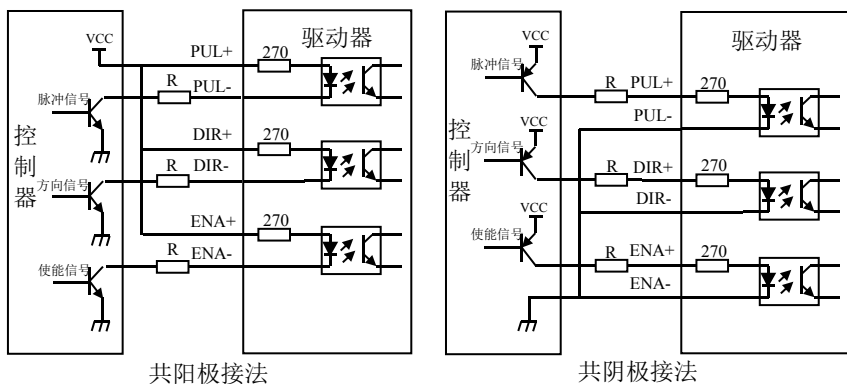 VCC
PUL+
270
驱动器
脉冲信号
R
PUL-
控制器
DIR+
270
方向信号
R
DIR-
ENA+
270
使能信号
R
ENA-
共阳极接法
VCC
驱动器
脉冲信号
R
PUL+
270
PUL-
控制器
VCC
方向信号
R
DIR+
270
DIR-
VCC
使能信号
R
ENA+
270
ENA-
共阴极接法